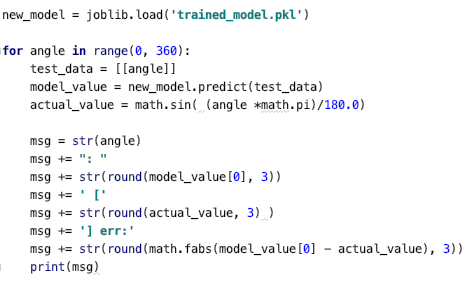 new_model = joblib.load('trained_model.pkl')
for angle in range(0, 360):
    test_data = [[angle]]
    model_value = new_model.predict(test_data)
    actual_value = math.sin( (angle *math.pi)/180.0)
    msg = str(angle)
    msg += ": "
    msg += str(round(model_value[0], 3))
    msg += ' ['
    msg += str(round(actual_value, 3) )
    msg += '] err:'
    msg += str(round(math.fabs(model_value[0] - actual_value), 3))
    print(msg)